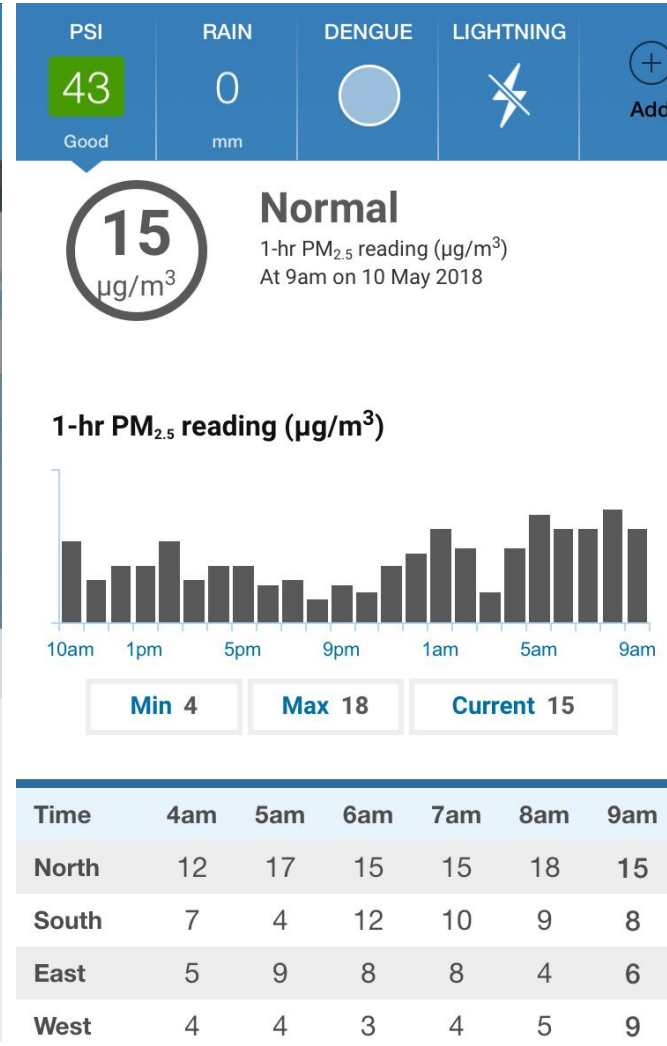 PSI RAIN DENGUE LIGHTNING
43 0
Good mm
Add
15
µg/m³
Normal
1-hr PM₂.₅ reading (µg/m³)
At 9am on 10 May 2018
1-hr PM₂.₅ reading (µg/m³)
10am 1pm 5pm 9pm 1am 5am 9am
Min 4 Max 18 Current 15
Time 4am 5am 6am 7am 8am 9am
North 12 17 15 15 18 15
South 7 4 12 10 9 8
East 5 9 8 8 4 6
West 4 4 3 4 5 9